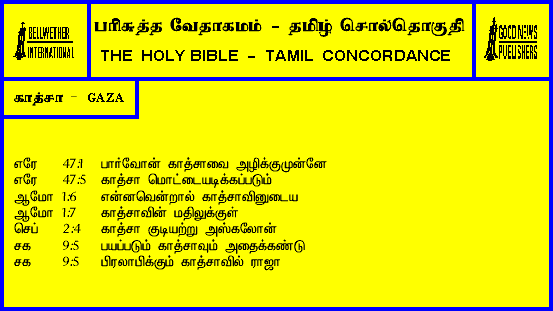 BELLWETHER
INTERNATIONAL
பரிசுத்த வேதாகமம் - தமிழ் சொல்தொகுதி
THE HOLY BIBLE - TAMIL CONCORDANCE
GOOD NEWS
PUBLISHERS
காத்சா - GAZA
எரே 47:1 பார்வோன் காத்சாவை அழிக்குமுன்னே
எரே 47:5 காத்சா மொட்டையடிக்கப்படும்
ஆமோ 1:6 என்னவென்றால் காத்சாவினுடைய
ஆமோ 1:7 காத்சாவின் மதிலுக்குள்
செப் 2:4 காத்சா குடியற்று அஸ்கலோன்
சக 9:5 பயப்படும் காத்சாவும் அதைக்கண்டு
சக 9:5 பிரலாபிக்கும் காத்சாவில் ராஜா